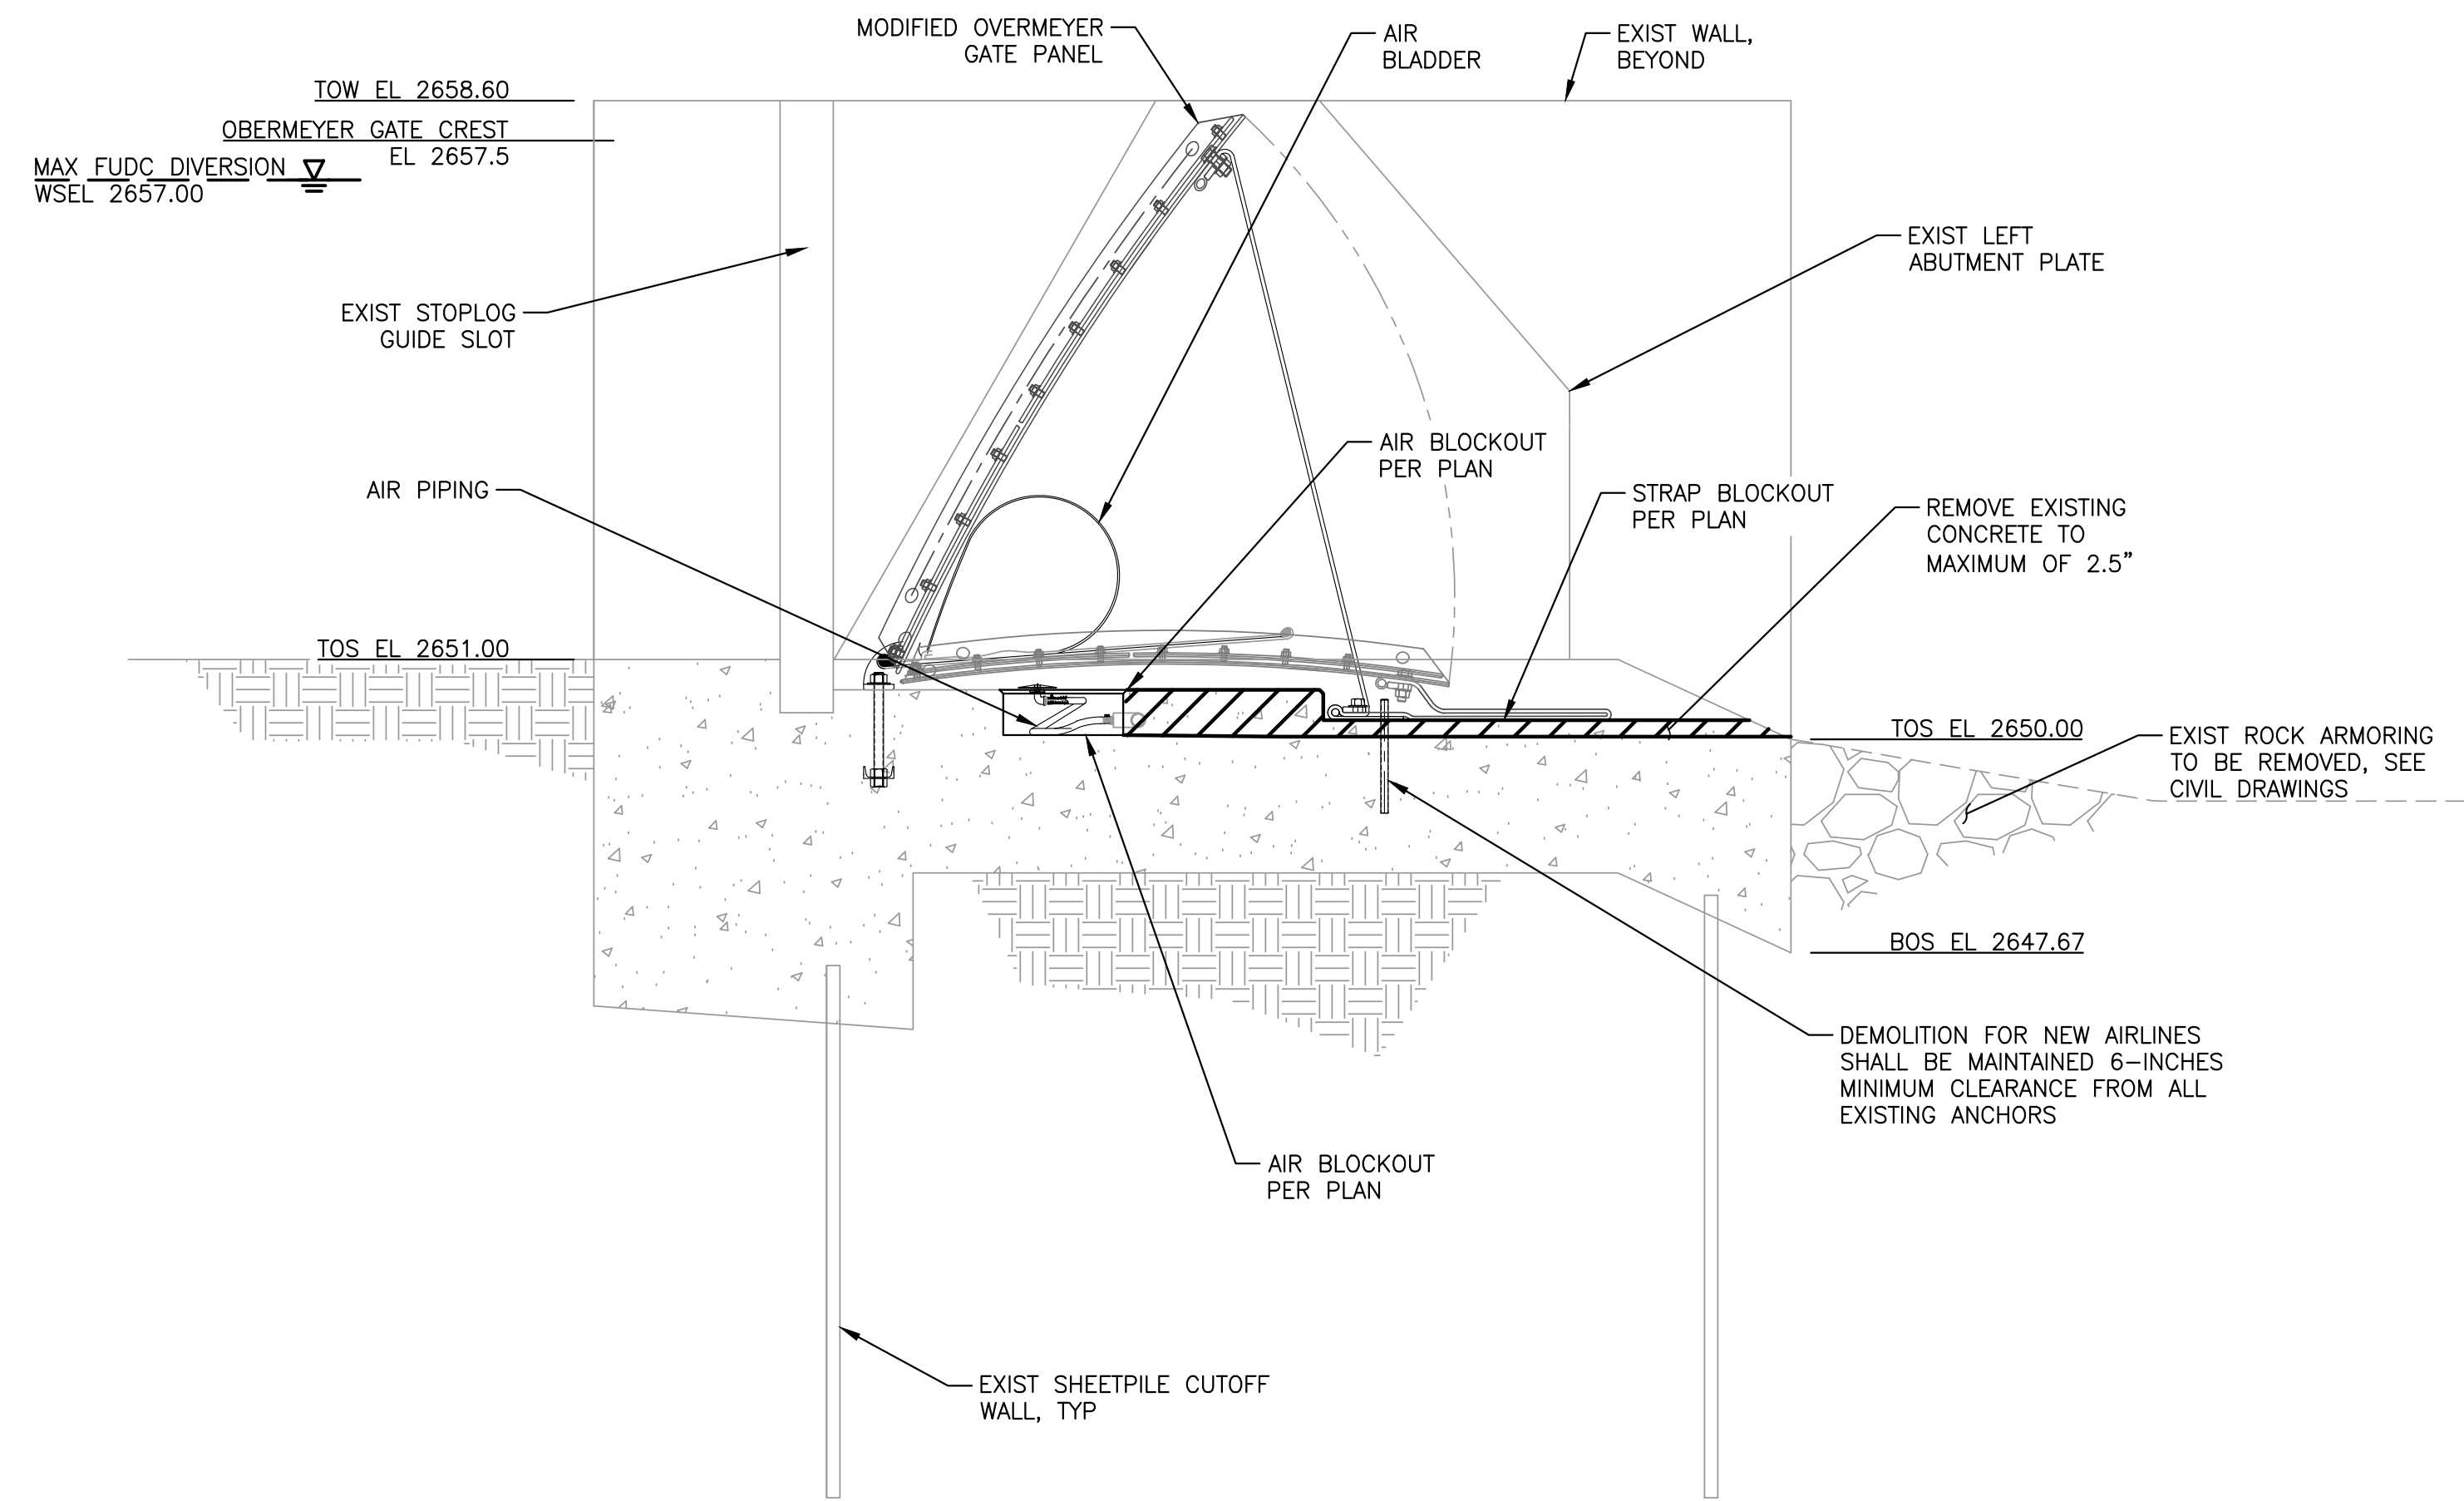 MODIFIED OVERMEYER
GATE PANEL
AIR
BLADDER
EXIST WALL,
BEYOND
TOW EL 2658.60
OBERMEYER GATE CREST
EL 2657.5
MAX FUDC DIVERSION
WSEL 2657.00
EXIST LEFT
ABUTMENT PLATE
EXIST STOPLOG
GUIDE SLOT
AIR BLOCKOUT
PER PLAN
AIR PIPING
STRAP BLOCKOUT
PER PLAN
REMOVE EXISTING
CONCRETE TO
MAXIMUM OF 2.5”
TOS EL 2651.00
TOS EL 2650.00
EXIST ROCK ARMORING
TO BE REMOVED, SEE
CIVIL DRAWINGS
BOS EL 2647.67
DEMOLITION FOR NEW AIRLINES
SHALL BE MAINTAINED 6-INCHES
MINIMUM CLEARANCE FROM ALL
EXISTING ANCHORS
AIR BLOCKOUT
PER PLAN
EXIST SHEETPILE CUTOFF
WALL, TYP